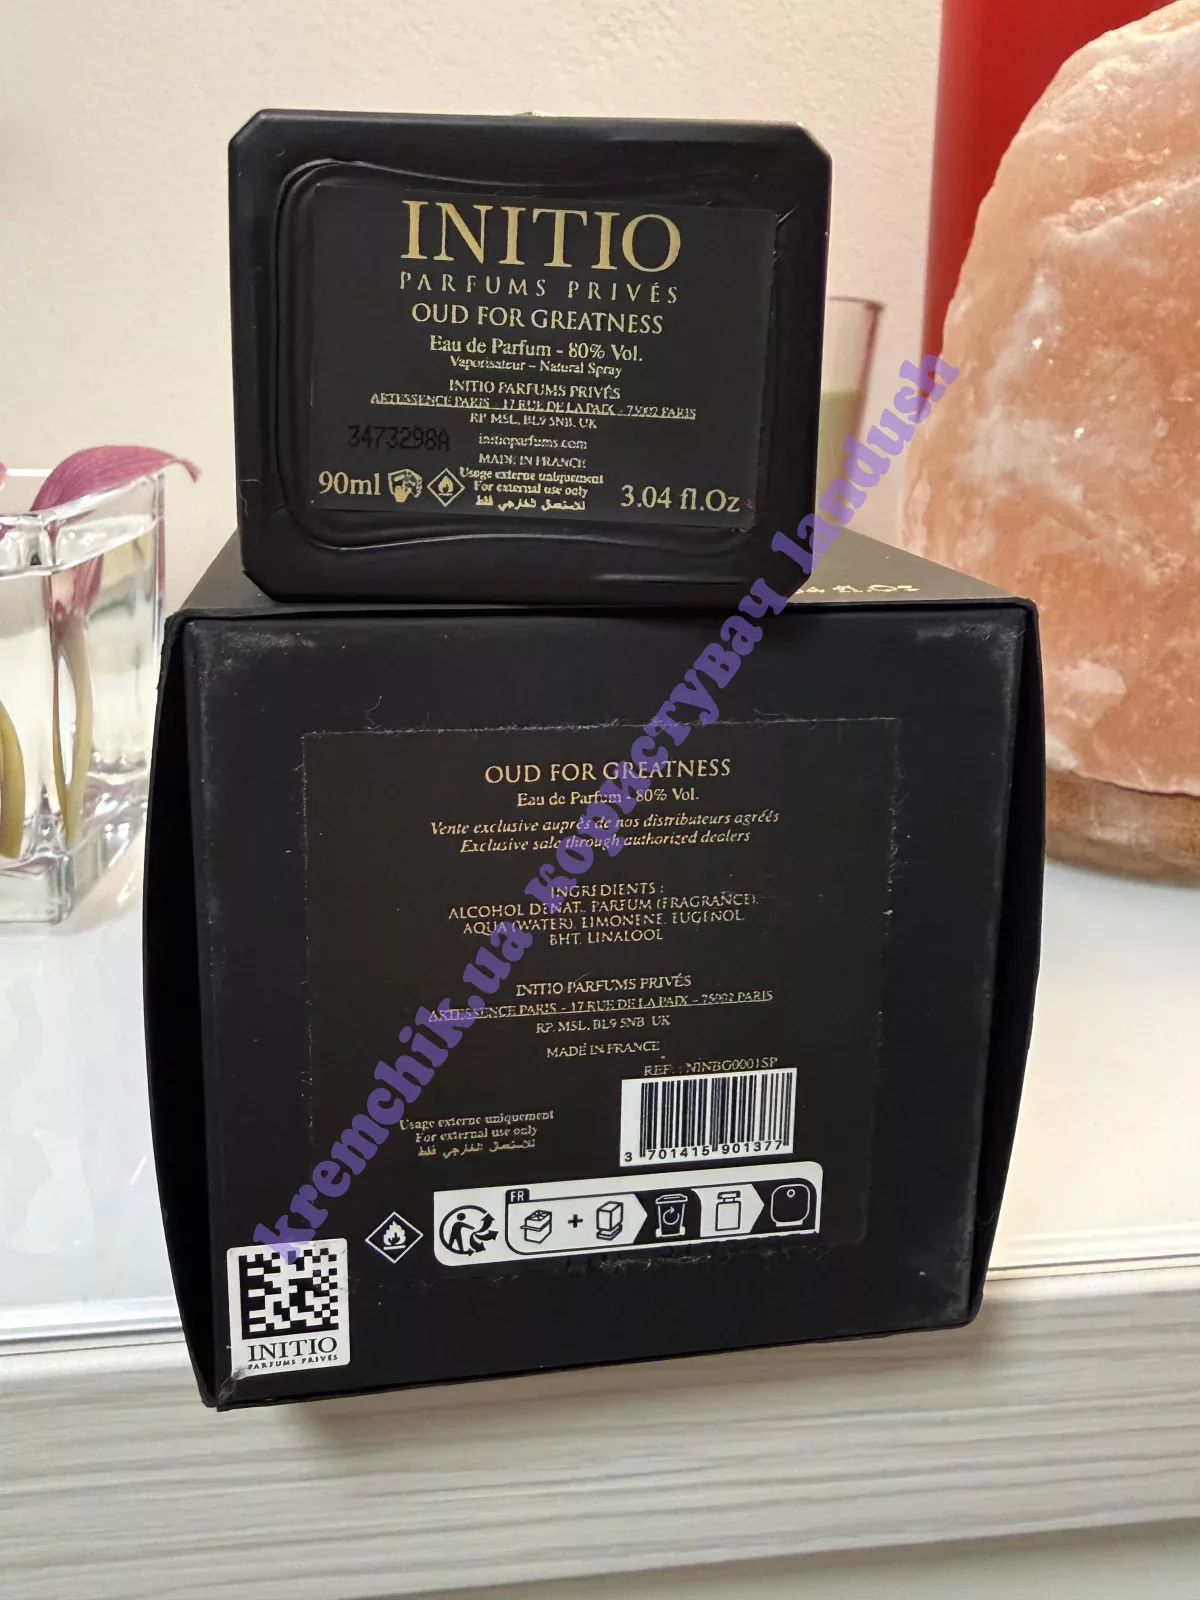 INITIO
PARFUMS PRIVÉS
OUD FOR GREATNESS
Eau de Parfum - 80% Vol.
Vaporisateur – Natural Spray
INITIO PARFUMS PRIVÉS
ARTESSENCE PARIS - 17 RUE DE LA PAIX - 75002 PARIS
RP. MSL, BL9 5NB, UK
3473298A
initioparfums.com
MADE IN FRANCE
Usage externe uniquement
For external use only
للاستعمال الخارجي فقط
90ml
3.04 fl.Oz
fl.Oz
OUD FOR GREATNESS
Eau de Parfum - 80% Vol.
Vente exclusive auprès de nos distributeurs agréés
Exclusive sale through authorized dealers
INGREDIENTS :
ALCOHOL DENAT., PARFUM (FRAGRANCE),
AQUA (WATER), LIMONENE, EUGENOL,
BHT, LINALOOL
INITIO PARFUMS PRIVÉS
ARTESSENCE PARIS - 17 RUE DE LA PAIX - 75002 PARIS
RP. MSL, BL9 5NB UK
MADE IN FRANCE
REF. : NINBG0001SP
3 701415 901377
Usage externe uniquement
For external use only
للاستعمال الخارجي فقط
FR
INITIO
PARFUMS PRIVÉS
kremchik.ua користувач landush